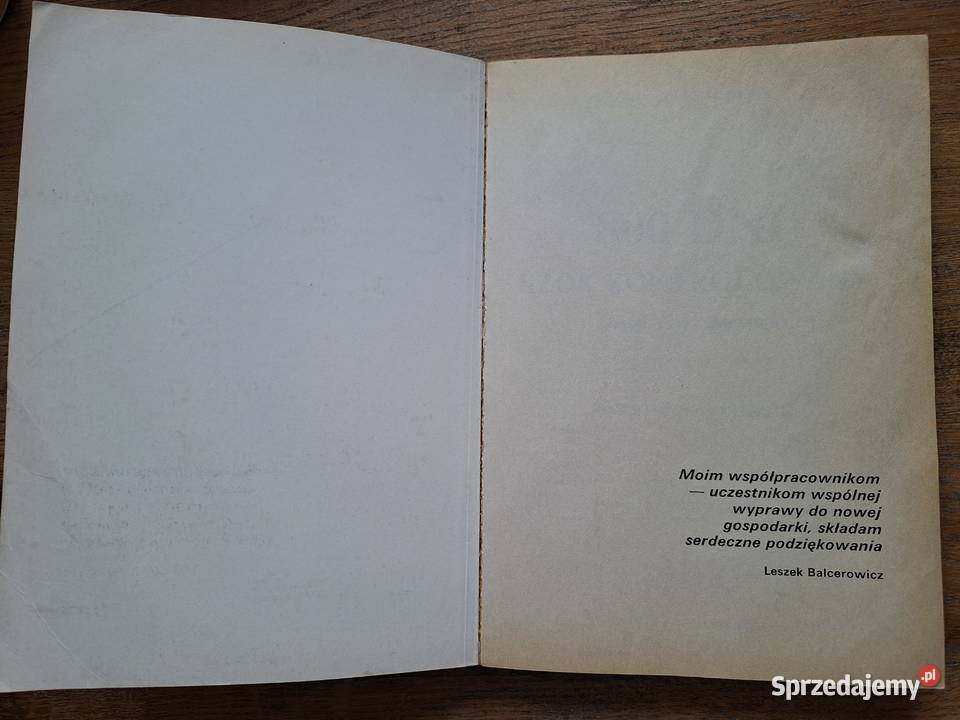 Moim współpracownikom
— uczestnikom wspólnej
wyprawy do nowej
gospodarki, składam
serdeczne podziękowania
Leszek Balcerowicz
Sprzedajemy.pl